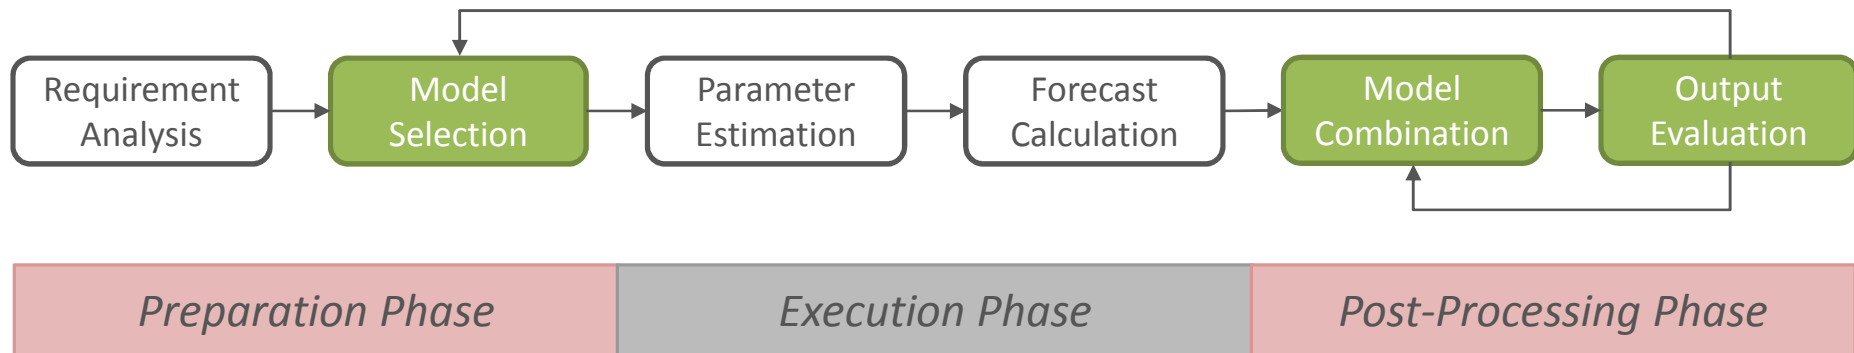 Requirement
Analysis
Model
Selection
Parameter
Estimation
Forecast
Calculation
Model
Combination
Output
Evaluation
Preparation Phase
Execution Phase
Post-Processing Phase